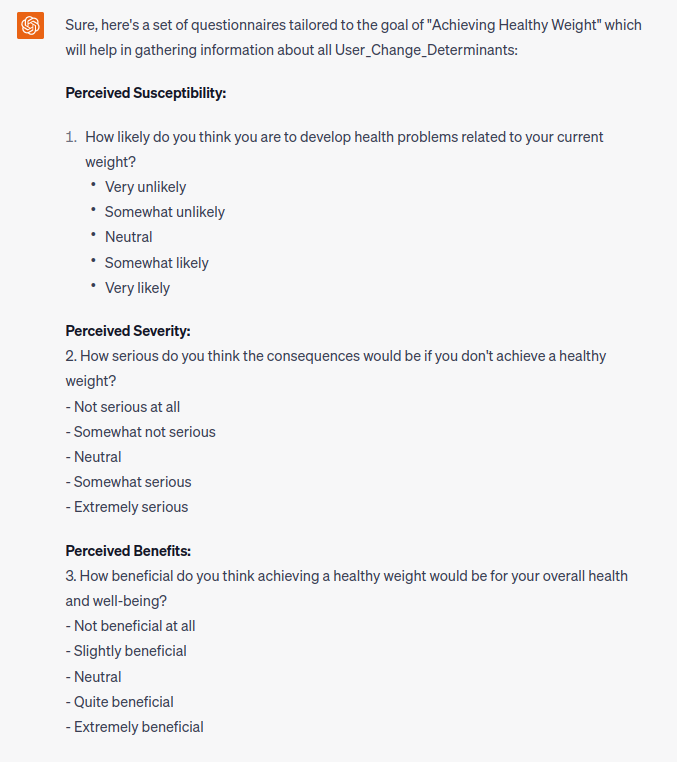 Sure, here's a set of questionnaires tailored to the goal of "Achieving Healthy Weight" which
will help in gathering information about all User_Change_Determinants:
Perceived Susceptibility:
1. How likely do you think you are to develop health problems related to your current
weight?
• Very unlikely
• Somewhat unlikely
• Neutral
• Somewhat likely
• Very likely
Perceived Severity:
2. How serious do you think the consequences would be if you don't achieve a healthy
weight?
- Not serious at all
- Somewhat not serious
- Neutral
- Somewhat serious
- Extremely serious
Perceived Benefits:
3. How beneficial do you think achieving a healthy weight would be for your overall health
and well-being?
- Not beneficial at all
- Slightly beneficial
- Neutral
- Quite beneficial
- Extremely beneficial